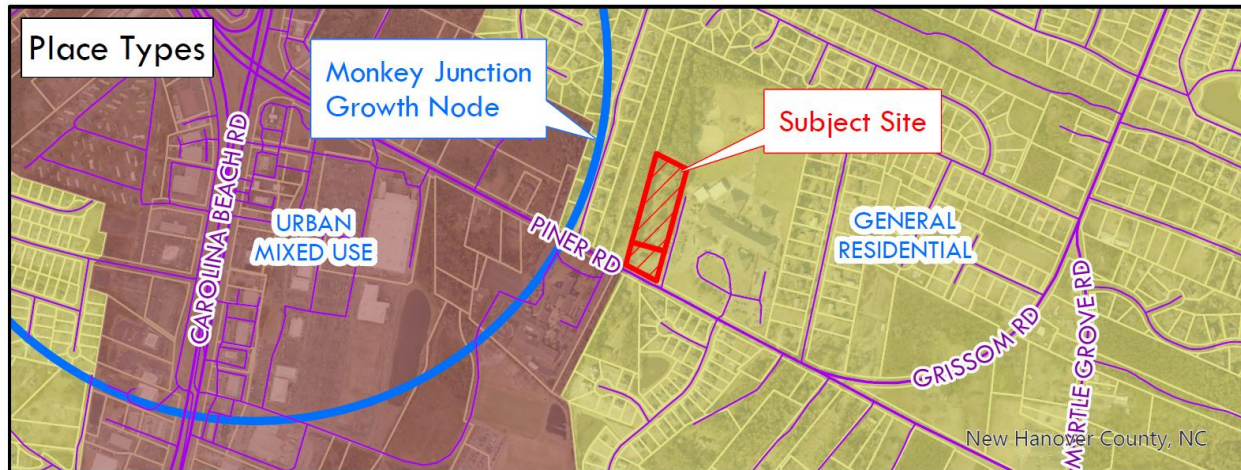 Place Types
Monkey Junction
Growth Node
Subject Site
CAROLINA BEACH RD
URBAN
MIXED USE
PINER RD
GENERAL
RESIDENTIAL
GRISSOM RD
MYRTLE GROVE RD
New Hanover County, NC